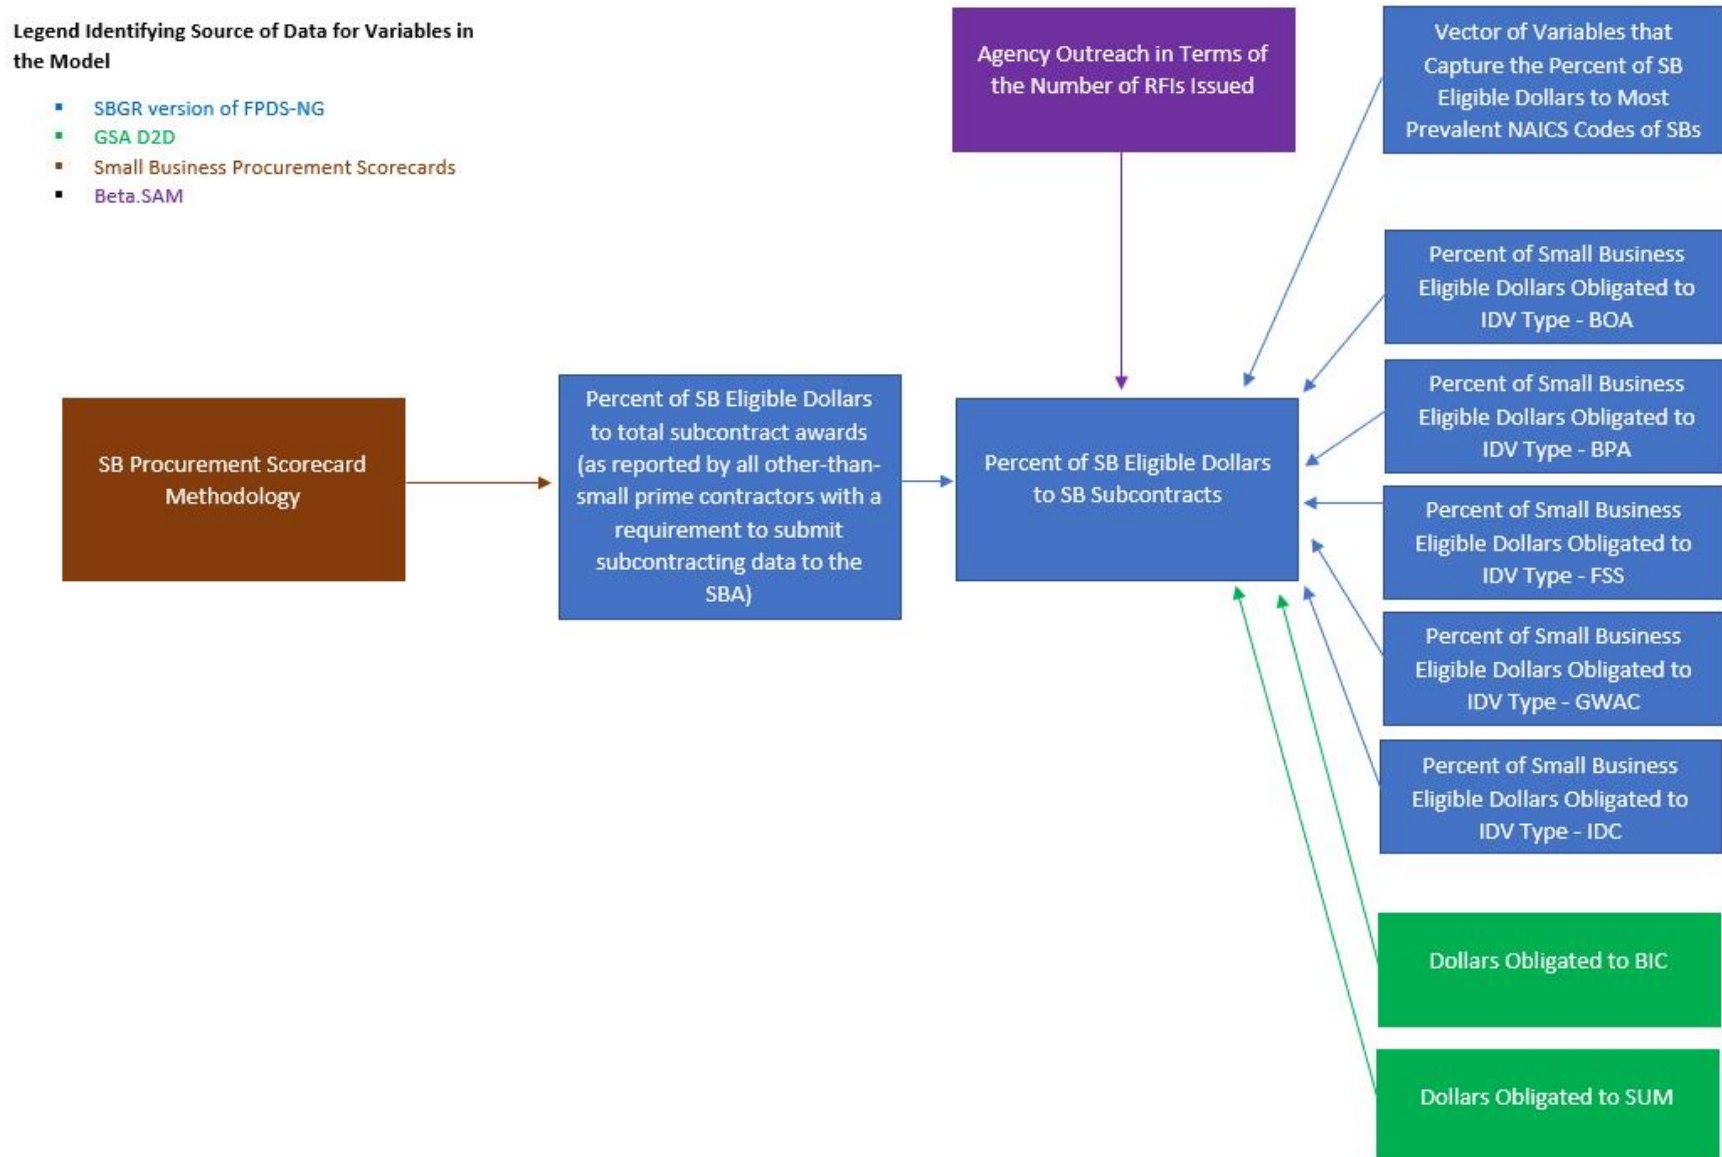 Legend Identifying Source of Data for Variables in
the Model
▪ SBGR version of FPDS-NG
▪ GSA D2D
▪ Small Business Procurement Scorecards
▪ Beta.SAM
Agency Outreach in Terms of
the Number of RFIs Issued
Vector of Variables that
Capture the Percent of SB
Eligible Dollars to Most
Prevalent NAICS Codes of SBs
SB Procurement Scorecard
Methodology
Percent of SB Eligible Dollars
to total subcontract awards
(as reported by all other-than-
small prime contractors with a
requirement to submit
subcontracting data to the
SBA)
Percent of SB Eligible Dollars
to SB Subcontracts
Percent of Small Business
Eligible Dollars Obligated to
IDV Type - BOA
Percent of Small Business
Eligible Dollars Obligated to
IDV Type - BPA
Percent of Small Business
Eligible Dollars Obligated to
IDV Type - FSS
Percent of Small Business
Eligible Dollars Obligated to
IDV Type - GWAC
Percent of Small Business
Eligible Dollars Obligated to
IDV Type - IDC
Dollars Obligated to BIC
Dollars Obligated to SUM